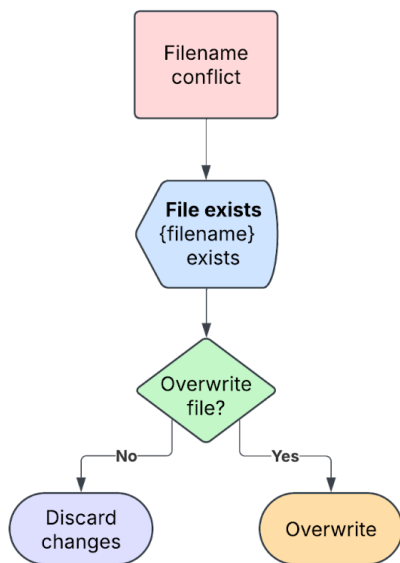 Filename
conflict
File exists
{filename}
exists
Overwrite
file?
No
Yes
Discard
changes
Overwrite